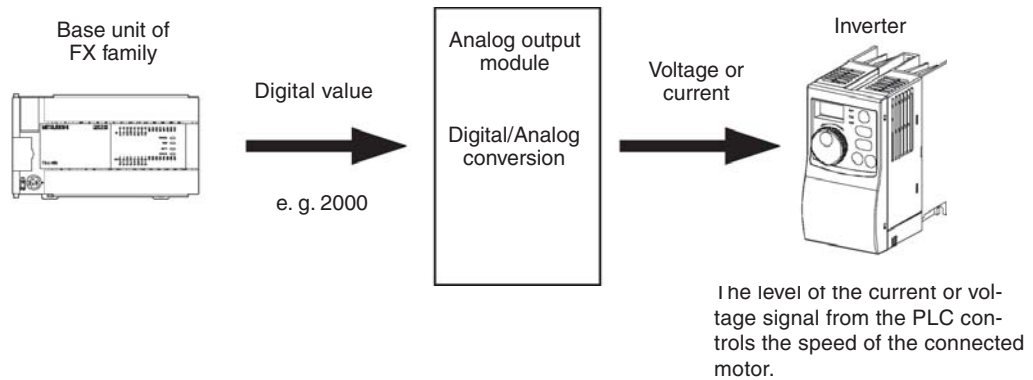 Base unit of
FX family
Digital value
e. g. 2000
Analog output
module
Digital/Analog
conversion
Voltage or
current
Inverter
The level of the current or vol-
tage signal from the PLC con-
trols the speed of the connected
motor.
MITSUBISHI